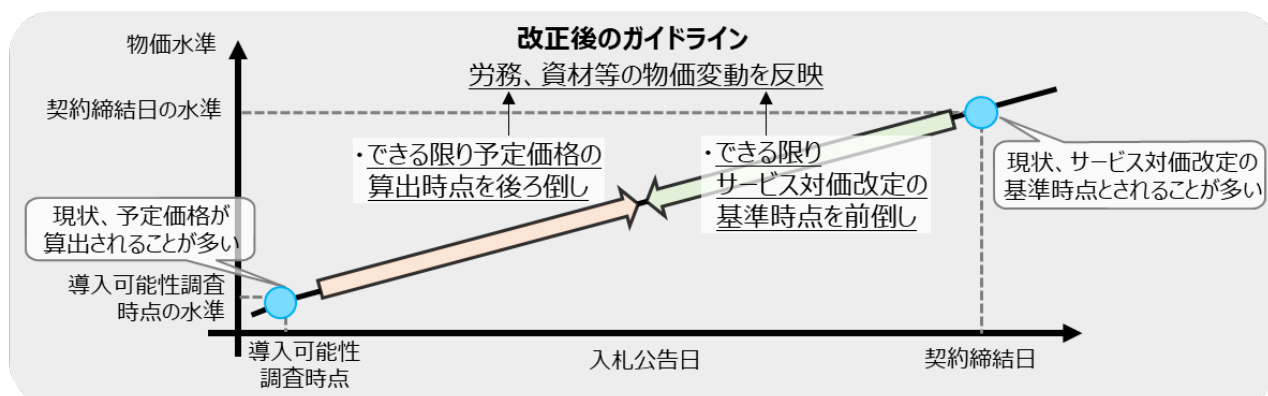 改正後のガイドライン
労務、資材等の物価変動を反映
物価水準
契約締結日の水準
・できる限り予定価格の
算出時点を後ろ倒し
・できる限り
サービス対価改定の
基準時点を前倒し
現状、サービス対価改定の
基準時点とされることが多い
現状、予定価格が
算出されることが多い
導入可能性調査
時点の水準
導入可能性
調査時点
入札公告日
契約締結日